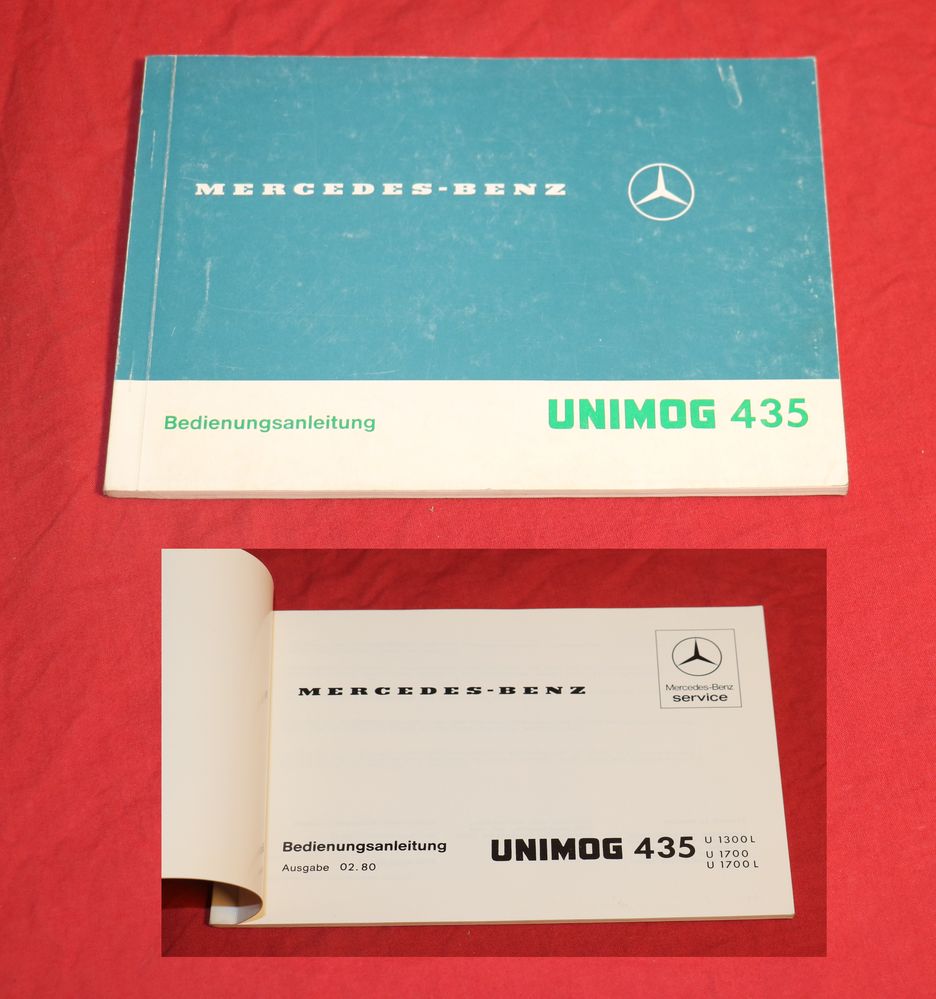 MERCEDES-BENZ
Bedienungsanleitung
UNIMOG 435
Mercedes-Benz
service
MERCEDES-BENZ
Bedienungsanleitung
Ausgabe 02.80
UNIMOG 435
U 1300 L
U 1700
U 1700 L